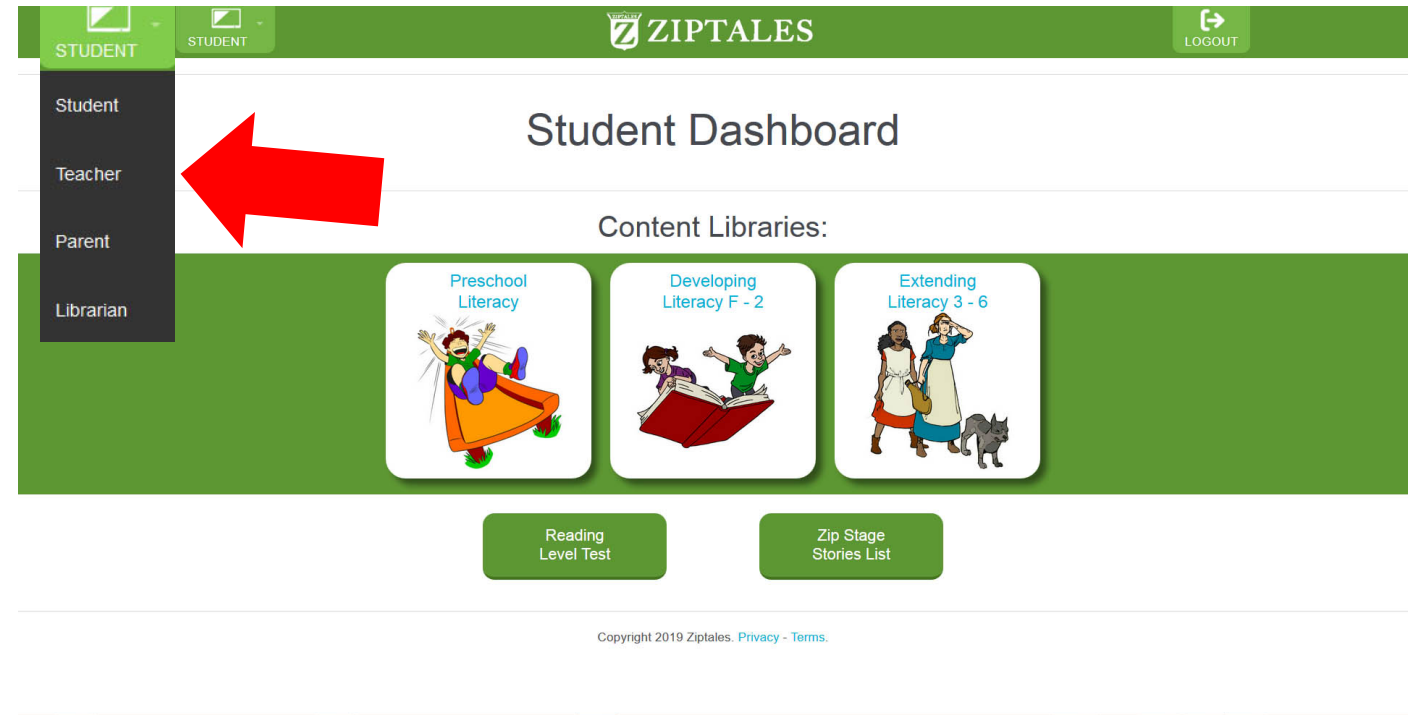 STUDENT
STUDENT
ZIPTALES
Z ZIPTALES
LOGOUT
Student
Teacher
Parent
Librarian
Student Dashboard
Content Libraries:
Preschool
Literacy
Developing
Literacy F - 2
Extending
Literacy 3 - 6
Reading
Level Test
Zip Stage
Stories List
Copyright 2019 Ziptales. Privacy - Terms.